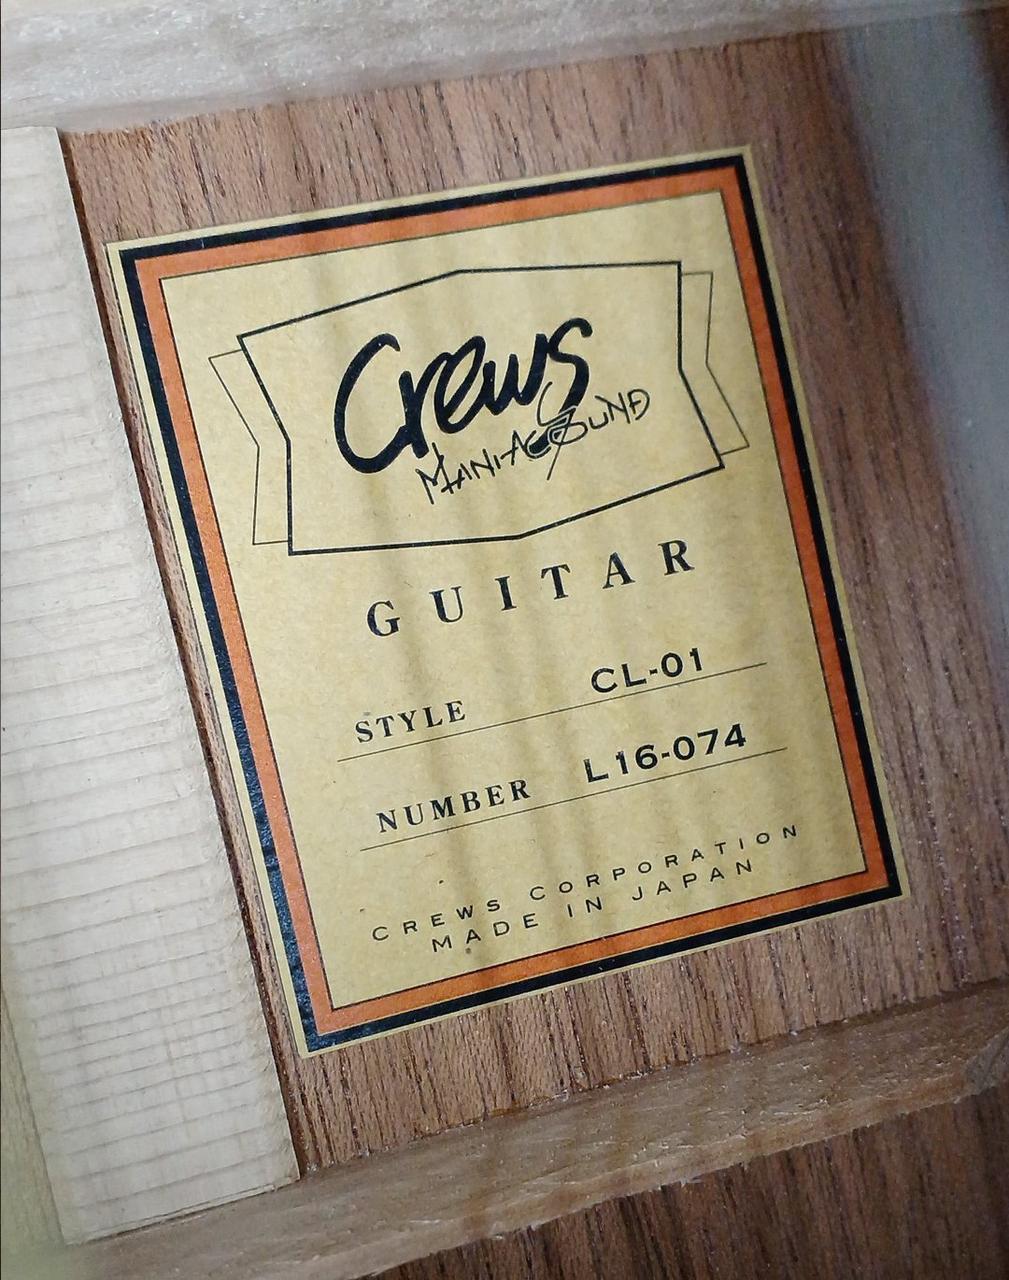 Crews
MANIAC SOUND
GUITAR
STYLE CL-01
NUMBER L16-074
CREWS CORPORATION
MADE IN JAPAN